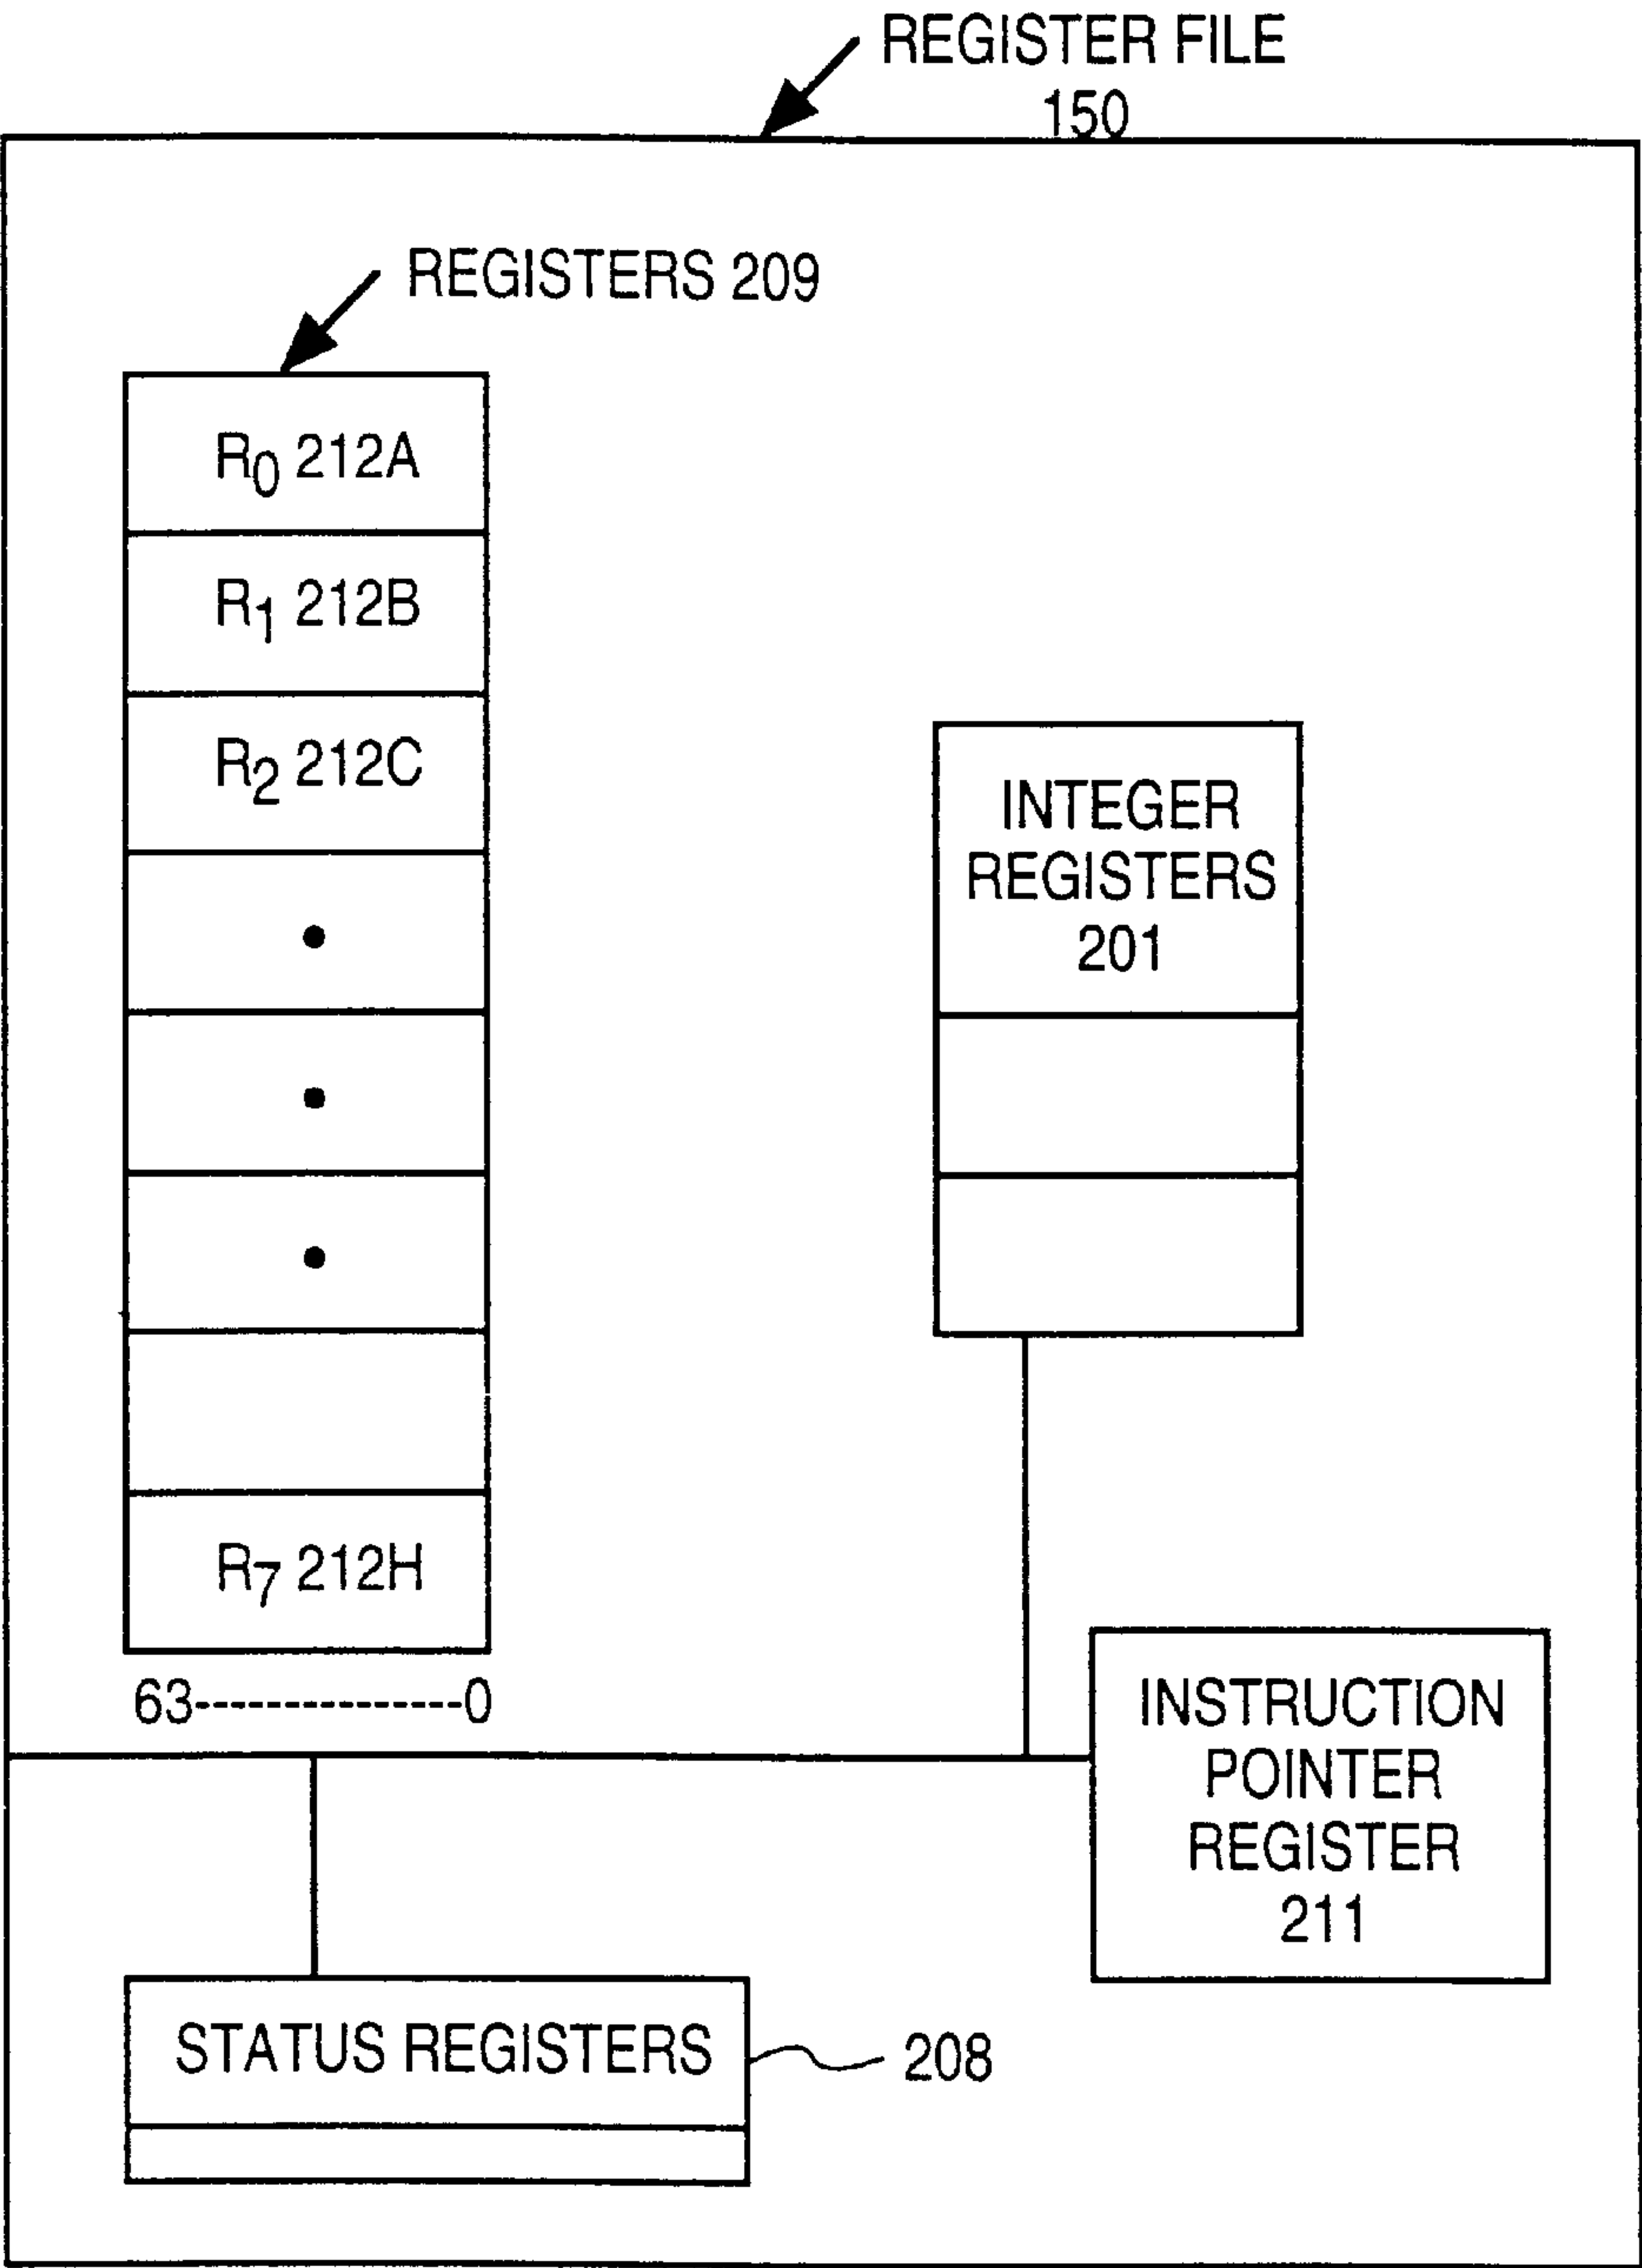 REGISTER FILE
150
REGISTERS 209
R0 212A
R1 212B
R2 212C
INTEGER
REGISTERS
201
R7 212H
63---------------0
INSTRUCTION
POINTER
REGISTER
211
STATUS REGISTERS
208